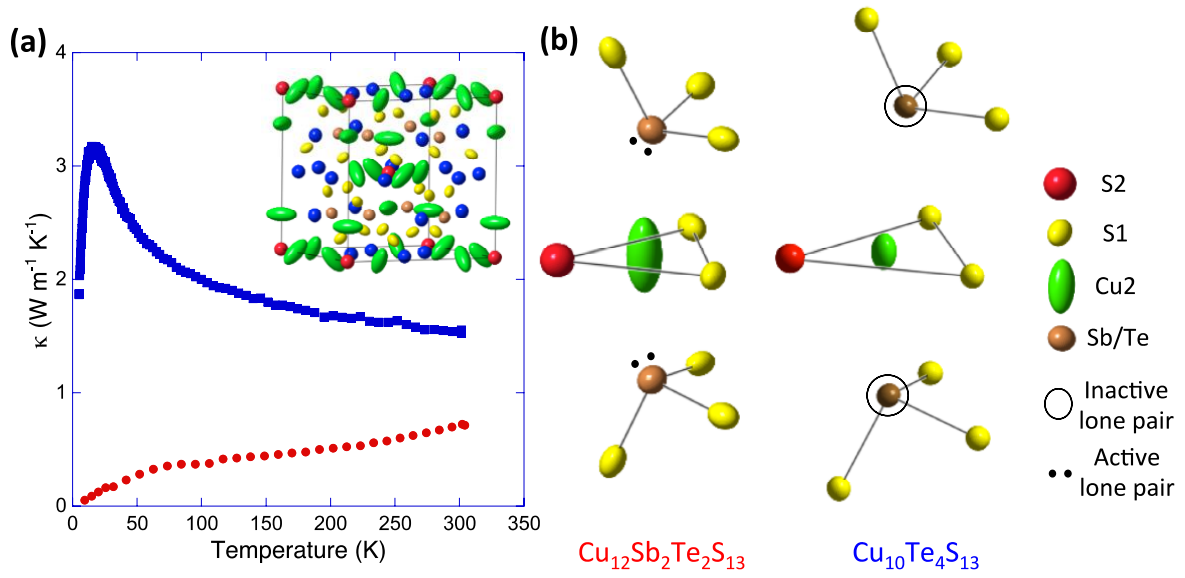 (a)
4
3
2
1
0
κ (W m⁻¹ K⁻¹)
0 50 100 150 200 250 300 350
Temperature (K)
(b)
S2
S1
Cu2
Sb/Te
Inactive
lone pair
Active
lone pair
Cu₁₂Sb₂Te₂S₁₃
Cu₁₀Te₄S₁₃